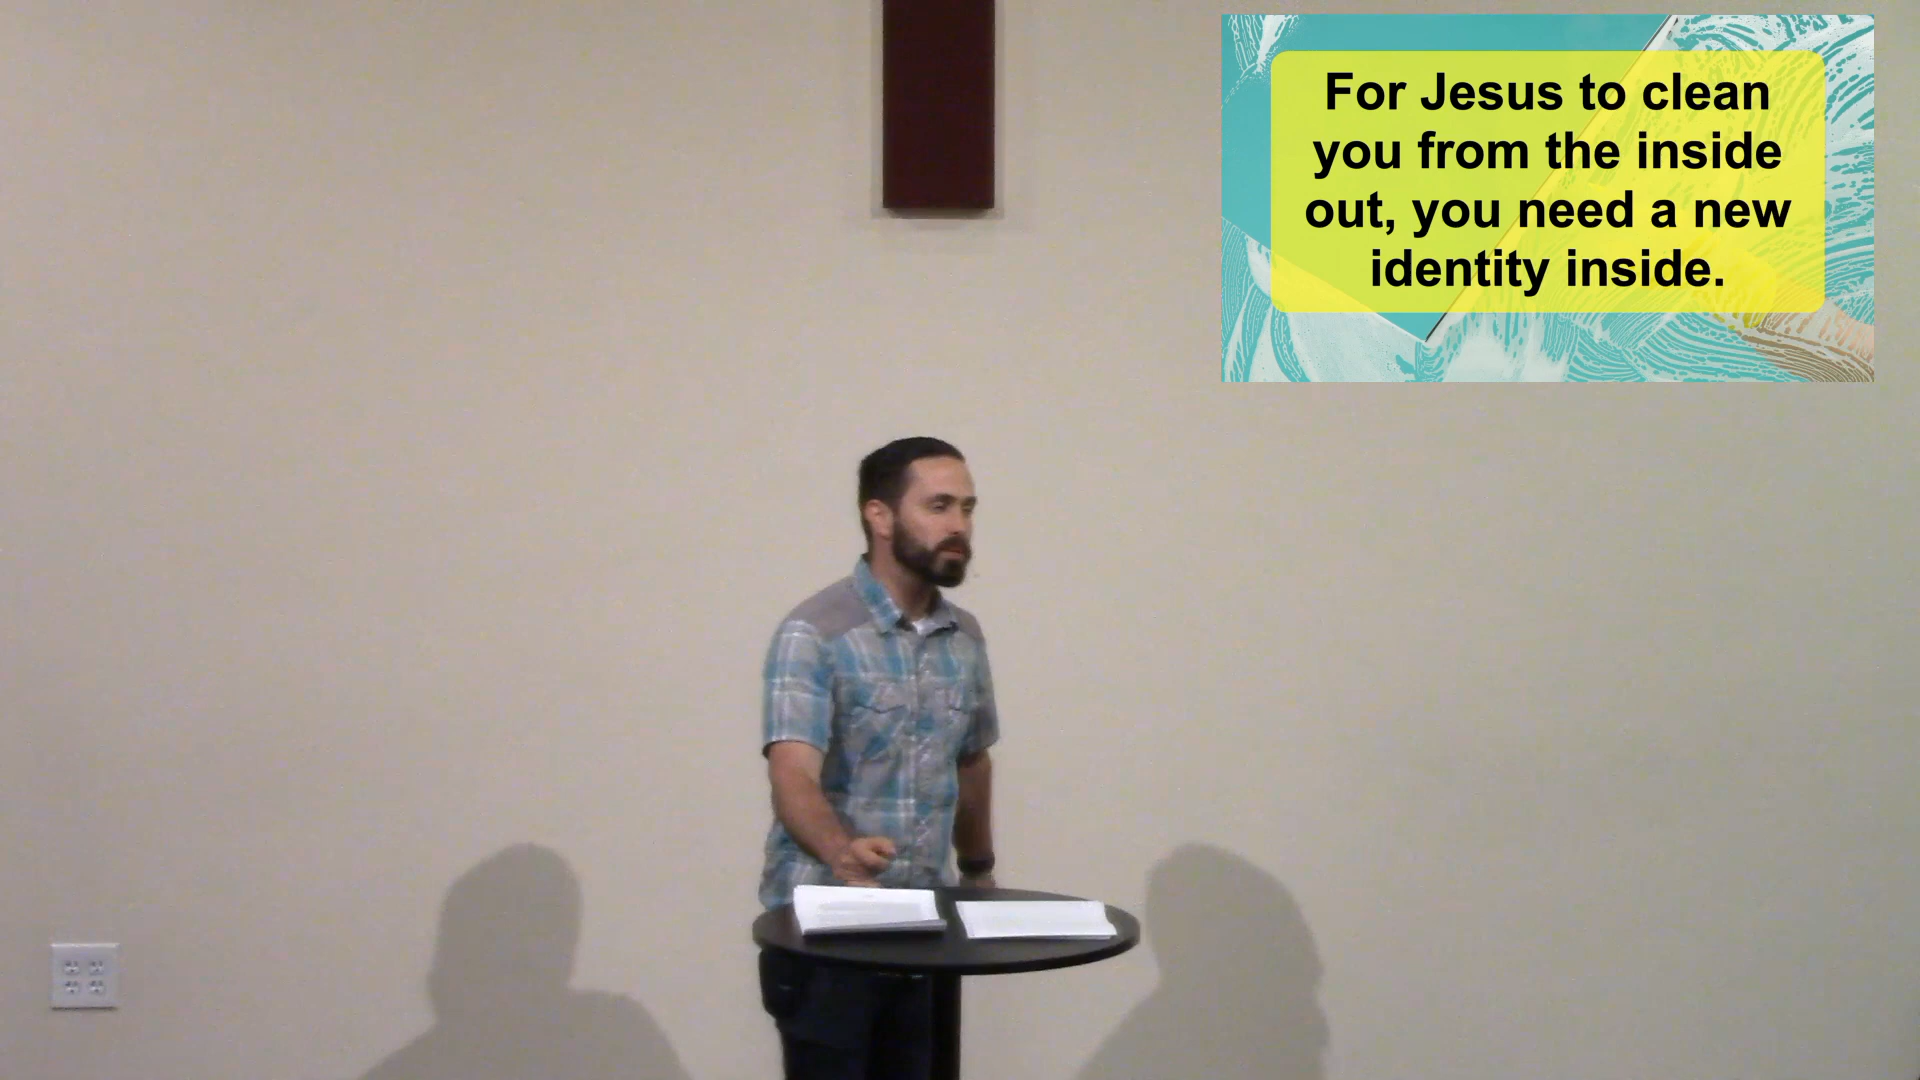 For Jesus to clean
you from the inside
out, you need a new
identity inside.